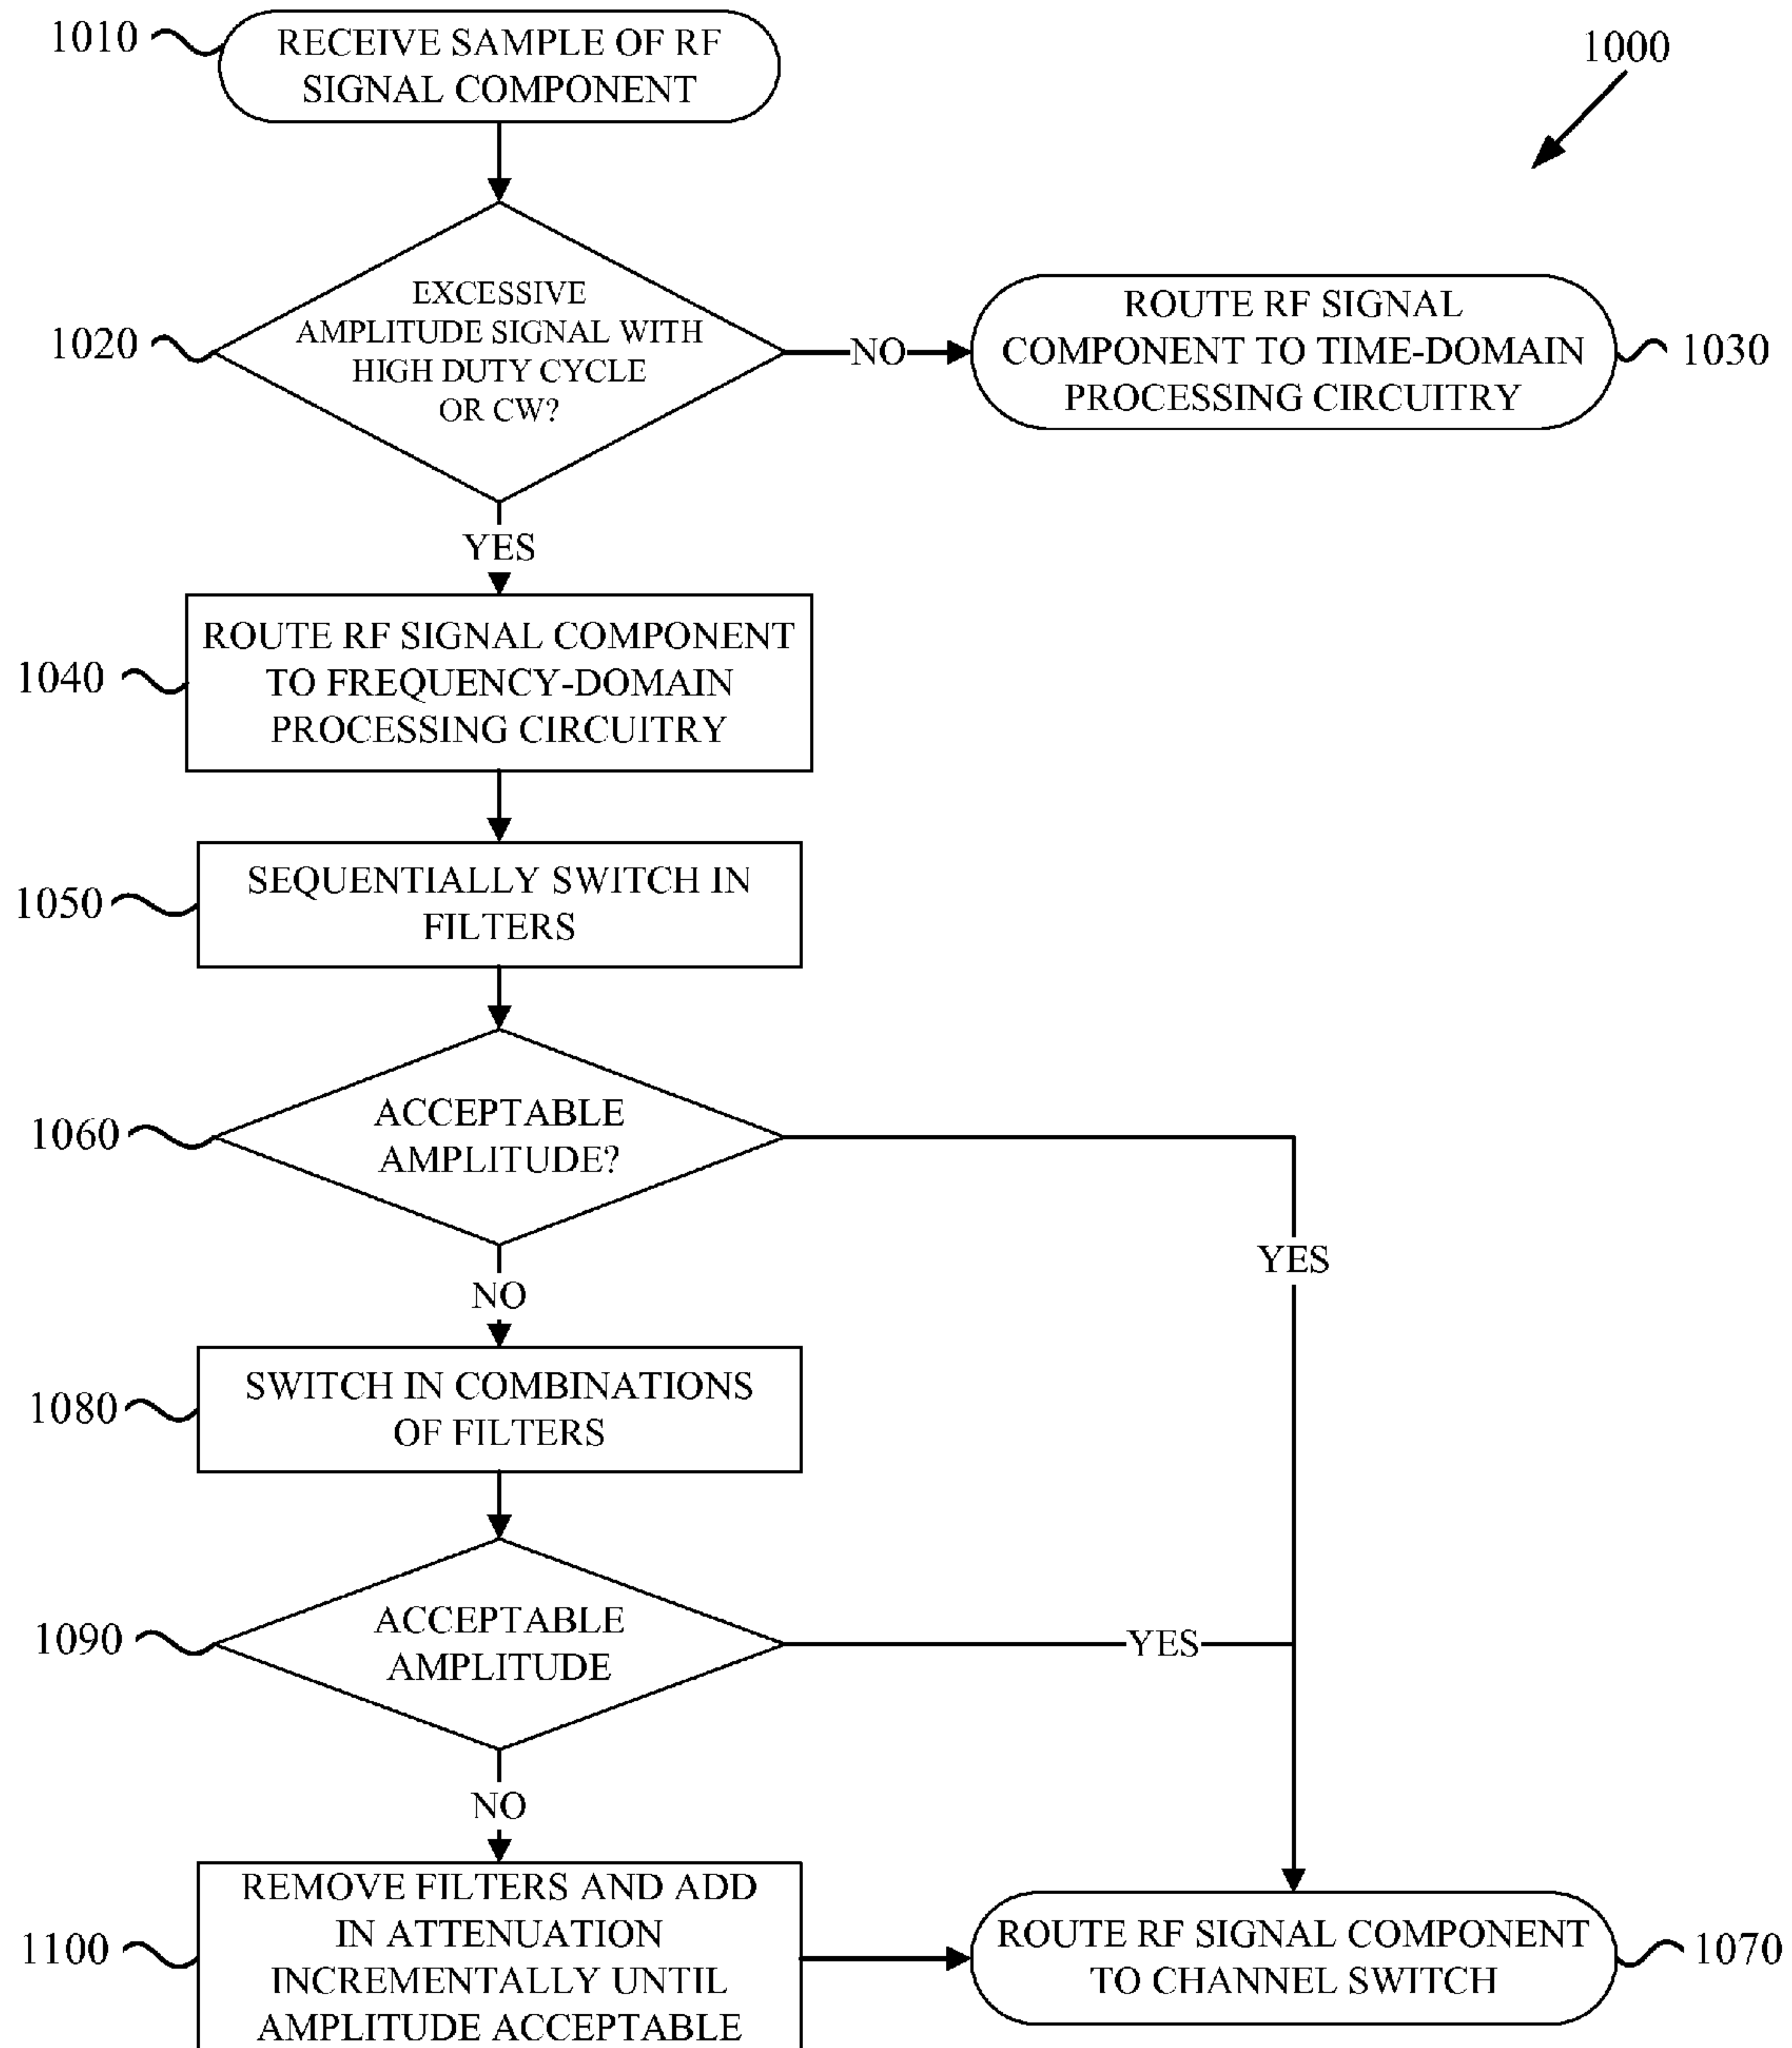 1010
RECEIVE SAMPLE OF RF
SIGNAL COMPONENT
1000
1020
EXCESSIVE
AMPLITUDE SIGNAL WITH
HIGH DUTY CYCLE
OR CW?
NO
ROUTE RF SIGNAL
COMPONENT TO TIME-DOMAIN
PROCESSING CIRCUITRY
1030
YES
1040
ROUTE RF SIGNAL COMPONENT
TO FREQUENCY-DOMAIN
PROCESSING CIRCUITRY
1050
SEQUENTIALLY SWITCH IN
FILTERS
1060
ACCEPTABLE
AMPLITUDE?
YES
NO
1080
SWITCH IN COMBINATIONS
OF FILTERS
1090
ACCEPTABLE
AMPLITUDE
YES
NO
1100
REMOVE FILTERS AND ADD
IN ATTENUATION
INCREMENTALLY UNTIL
AMPLITUDE ACCEPTABLE
ROUTE RF SIGNAL COMPONENT
TO CHANNEL SWITCH
1070